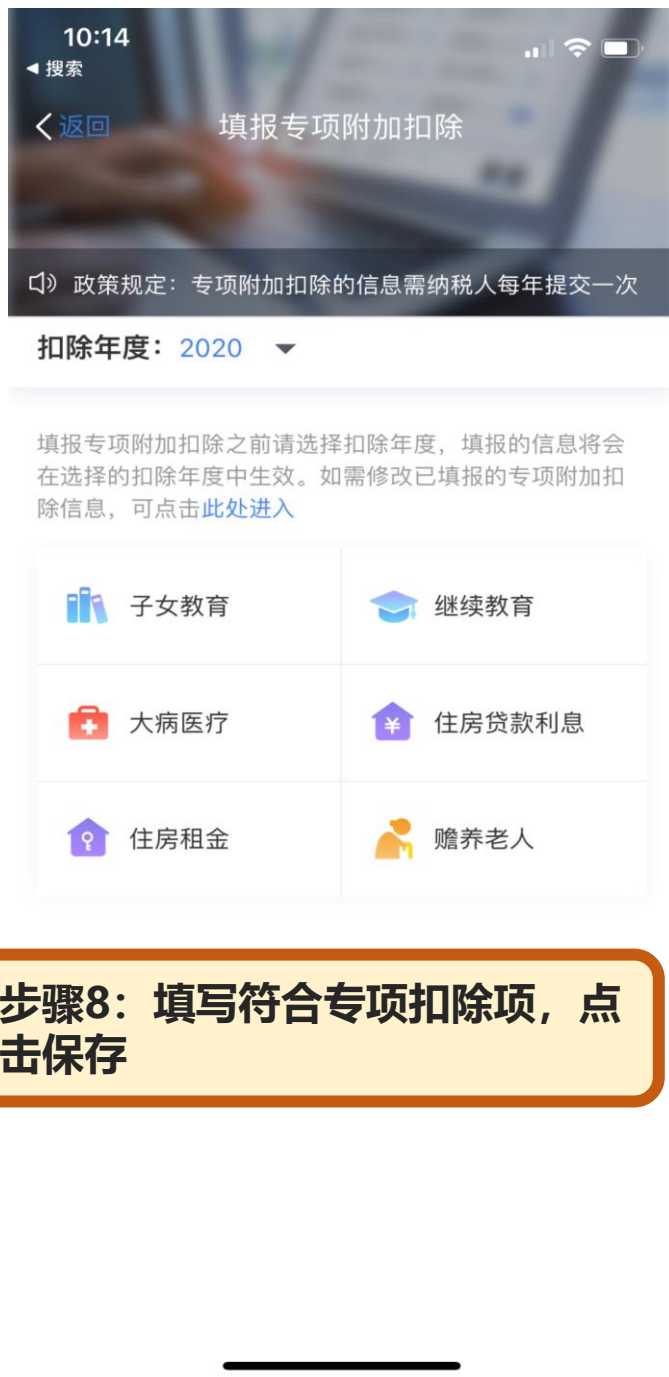 10:14
搜索
返回
填报专项附加扣除
政策规定：专项附加扣除的信息需纳税人每年提交一次
扣除年度：2020
填报专项附加扣除之前请选择扣除年度，填报的信息将会
在选择的扣除年度中生效。如需修改已填报的专项附加扣
除信息，可点击此处进入
子女教育
继续教育
大病医疗
住房贷款利息
住房租金
赡养老人
步骤8：填写符合专项扣除项，点
击保存